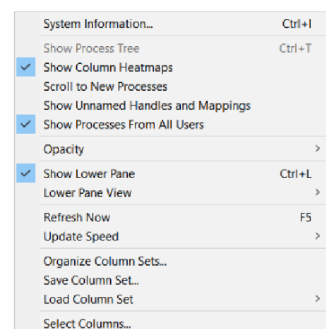 System Information... Ctrl+I
Show Process Tree Ctrl+T
Show Column Heatmaps
Scroll to New Processes
Show Unnamed Handles and Mappings
Show Processes From All Users
Opacity
Show Lower Pane Ctrl+L
Lower Pane View
Refresh Now F5
Update Speed
Organize Column Sets...
Save Column Set...
Load Column Set
Select Columns...